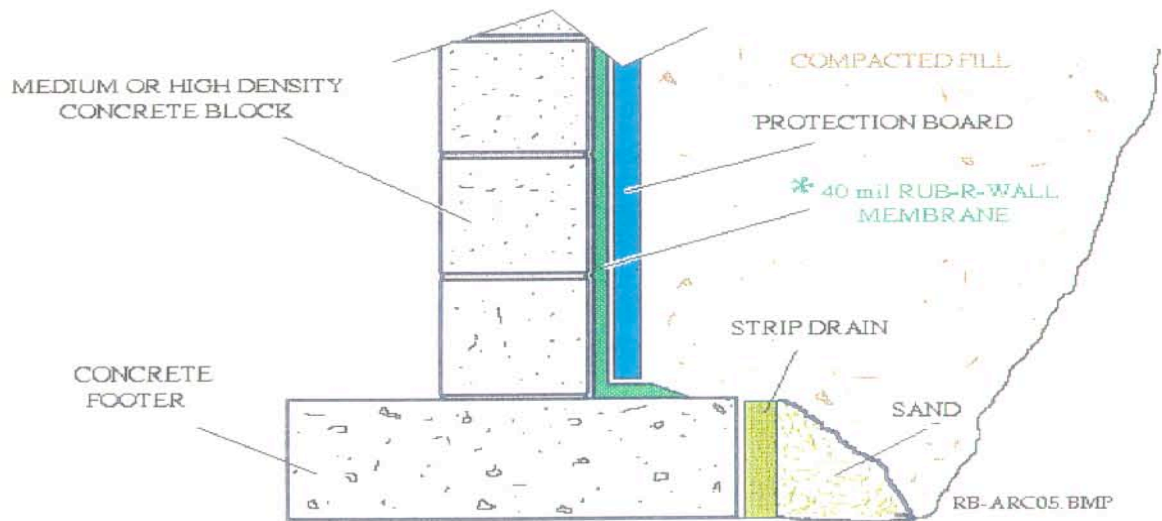 COMPACTED FILL
MEDIUM OR HIGH DENSITY
CONCRETE BLOCK
PROTECTION BOARD
* 40 mil RUB-R-WALL
MEMBRANE
STRIP DRAIN
CONCRETE
FOOTER
SAND
RB-ARC05.BMP